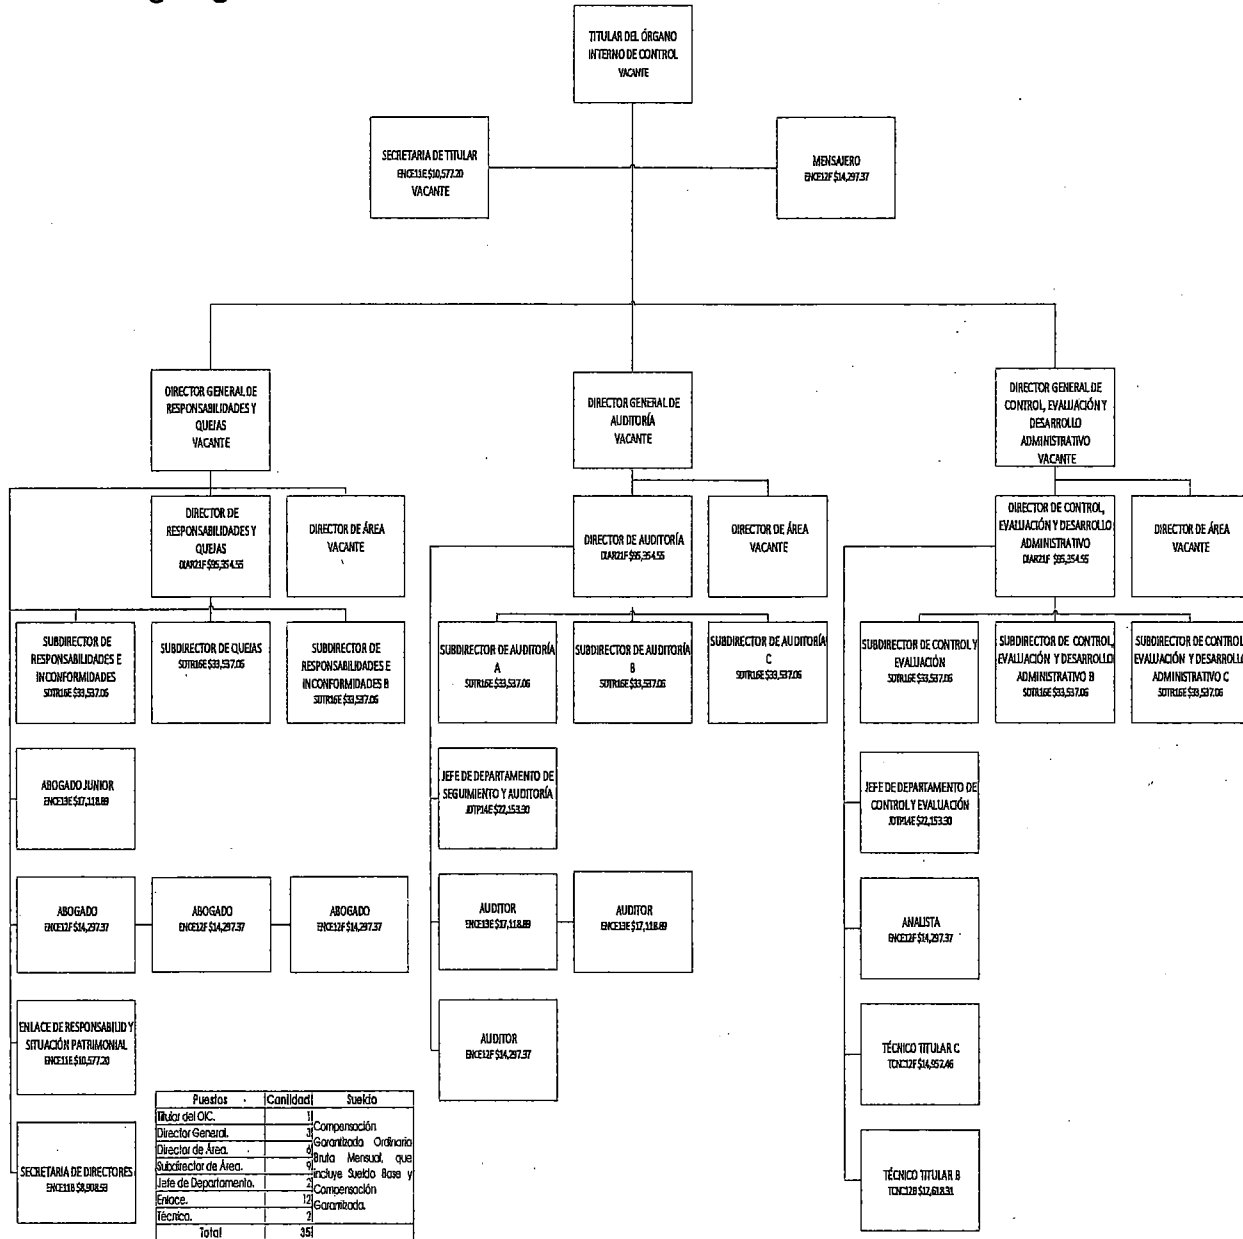 TITULAR DEL ÓRGANO
INTERNO DE CONTROL
VACANTE
SECRETARIA DE TITULAR
ENCE11E $10,577.20
VACANTE
MENSAJERO
ENCE12F $14,297.37
DIRECTOR GENERAL DE
RESPONSABILIDADES Y
QUEJAS
VACANTE
DIRECTOR GENERAL DE
AUDITORÍA
VACANTE
DIRECTOR GENERAL DE
CONTROL, EVALUACIÓN Y
DESARROLLO
ADMINISTRATIVO
VACANTE
DIRECTOR DE
RESPONSABILIDADES Y
QUEJAS
DIAR21F $95,354.55
DIRECTOR DE ÁREA
VACANTE
DIRECTOR DE AUDITORÍA
DIAR21F $95,354.55
DIRECTOR DE ÁREA
VACANTE
DIRECTOR DE CONTROL,
EVALUACIÓN Y DESARROLLO
ADMINISTRATIVO
DIAR21F $95,354.55
DIRECTOR DE ÁREA
VACANTE
SUBDIRECTOR DE
RESPONSABILIDADES E
INCONFORMIDADES
SDTR16E $33,537.06
SUBDIRECTOR DE QUEJAS
SDTR16E $33,537.06
SUBDIRECTOR DE
RESPONSABILIDADES E
INCONFORMIDADES B
SDTR16E $33,537.06
SUBDIRECTOR DE AUDITORÍA
A
SDTR16E $33,537.06
SUBDIRECTOR DE AUDITORÍA
B
SDTR16E $33,537.06
SUBDIRECTOR DE AUDITORÍA
C
SDTR16E $33,537.06
SUBDIRECTOR DE CONTROL Y
EVALUACIÓN
SDTR16E $33,537.06
SUBDIRECTOR DE CONTROL,
EVALUACIÓN Y DESARROLLO
ADMINISTRATIVO B
SDTR16E $33,537.06
SUBDIRECTOR DE CONTROL,
EVALUACIÓN Y DESARROLLO
ADMINISTRATIVO C
SDTR16E $33,537.06
ABOGADO JUNIOR
ENCE13E $17,118.89
JEFE DE DEPARTAMENTO DE
SEGUIMIENTO Y AUDITORÍA
JDTP14E $22,153.30
JEFE DE DEPARTAMENTO DE
CONTROL Y EVALUACIÓN
JDTP14E $22,153.30
ABOGADO
ENCE12F $14,297.37
ABOGADO
ENCE12F $14,297.37
ABOGADO
ENCE12F $14,297.37
AUDITOR
ENCE13E $17,118.89
AUDITOR
ENCE13E $17,118.89
ANALISTA
ENCE12F $14,297.37
ENLACE DE RESPONSABILID Y
SITUACIÓN PATRIMONIAL
ENCE11E $10,577.20
AUDITOR
ENCE12F $14,297.37
TÉCNICO TITULAR C
TCNC12F $14,952.46
SECRETARIA DE DIRECTORES
ENCE11B $8,908.53
TÉCNICO TITULAR B
TCNC12B $12,618.31
Puestos Cantidad Sueldo
Titular del OIC. 1
Director General. 3
Director de Área. 6
Subdirector de Área. 9
Jefe de Departamento. 2
Enlace. 12
Técnico. 2
Compensación
Garantizada Ordinaria
Bruta Mensual, que
incluye Sueldo Base y
Compensación
Garantizada.
Total 35